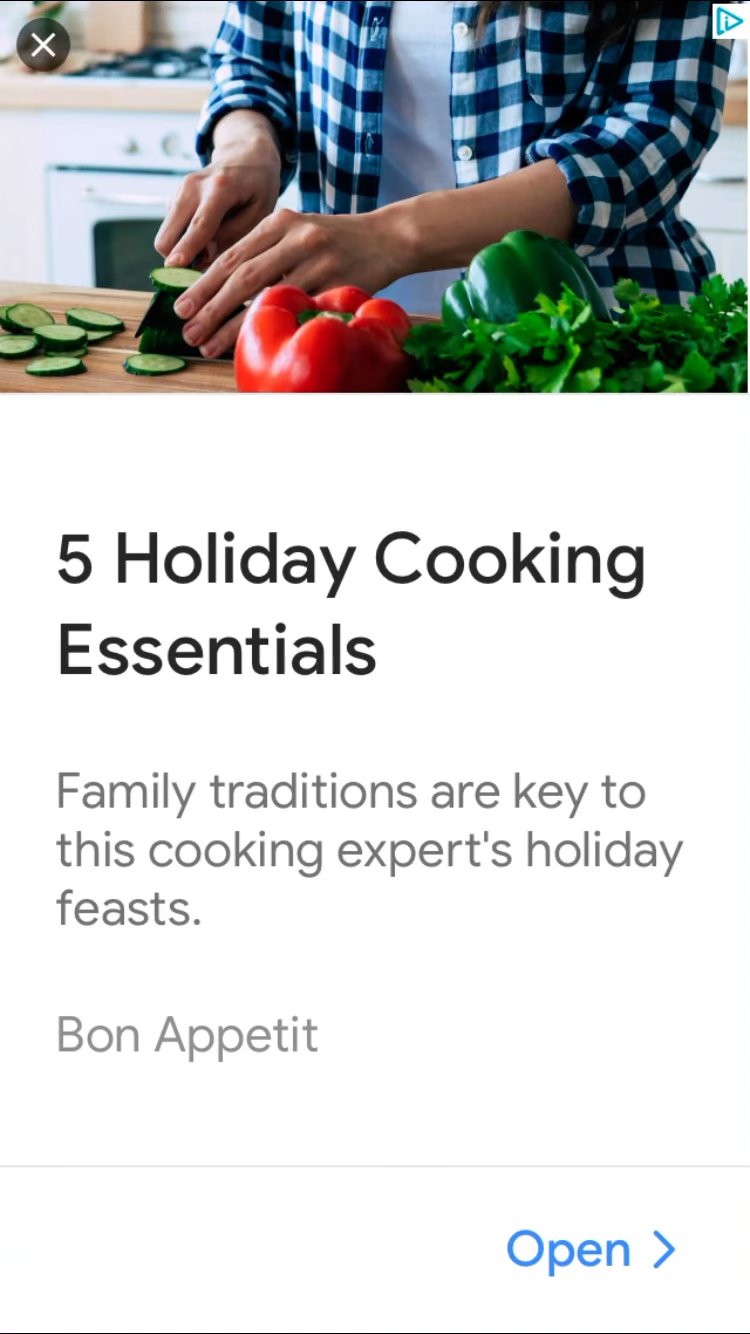 5 Holiday Cooking
Essentials
Family traditions are key to
this cooking expert's holiday
feasts.
Bon Appetit
Open